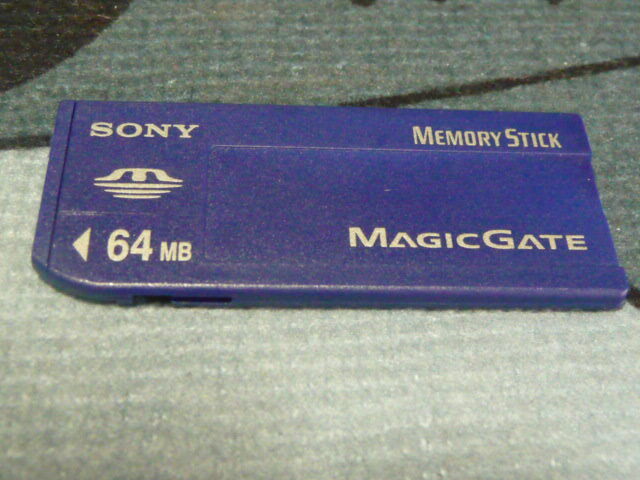 SONY
MEMORY STICK
MAGICGATE
64 MB